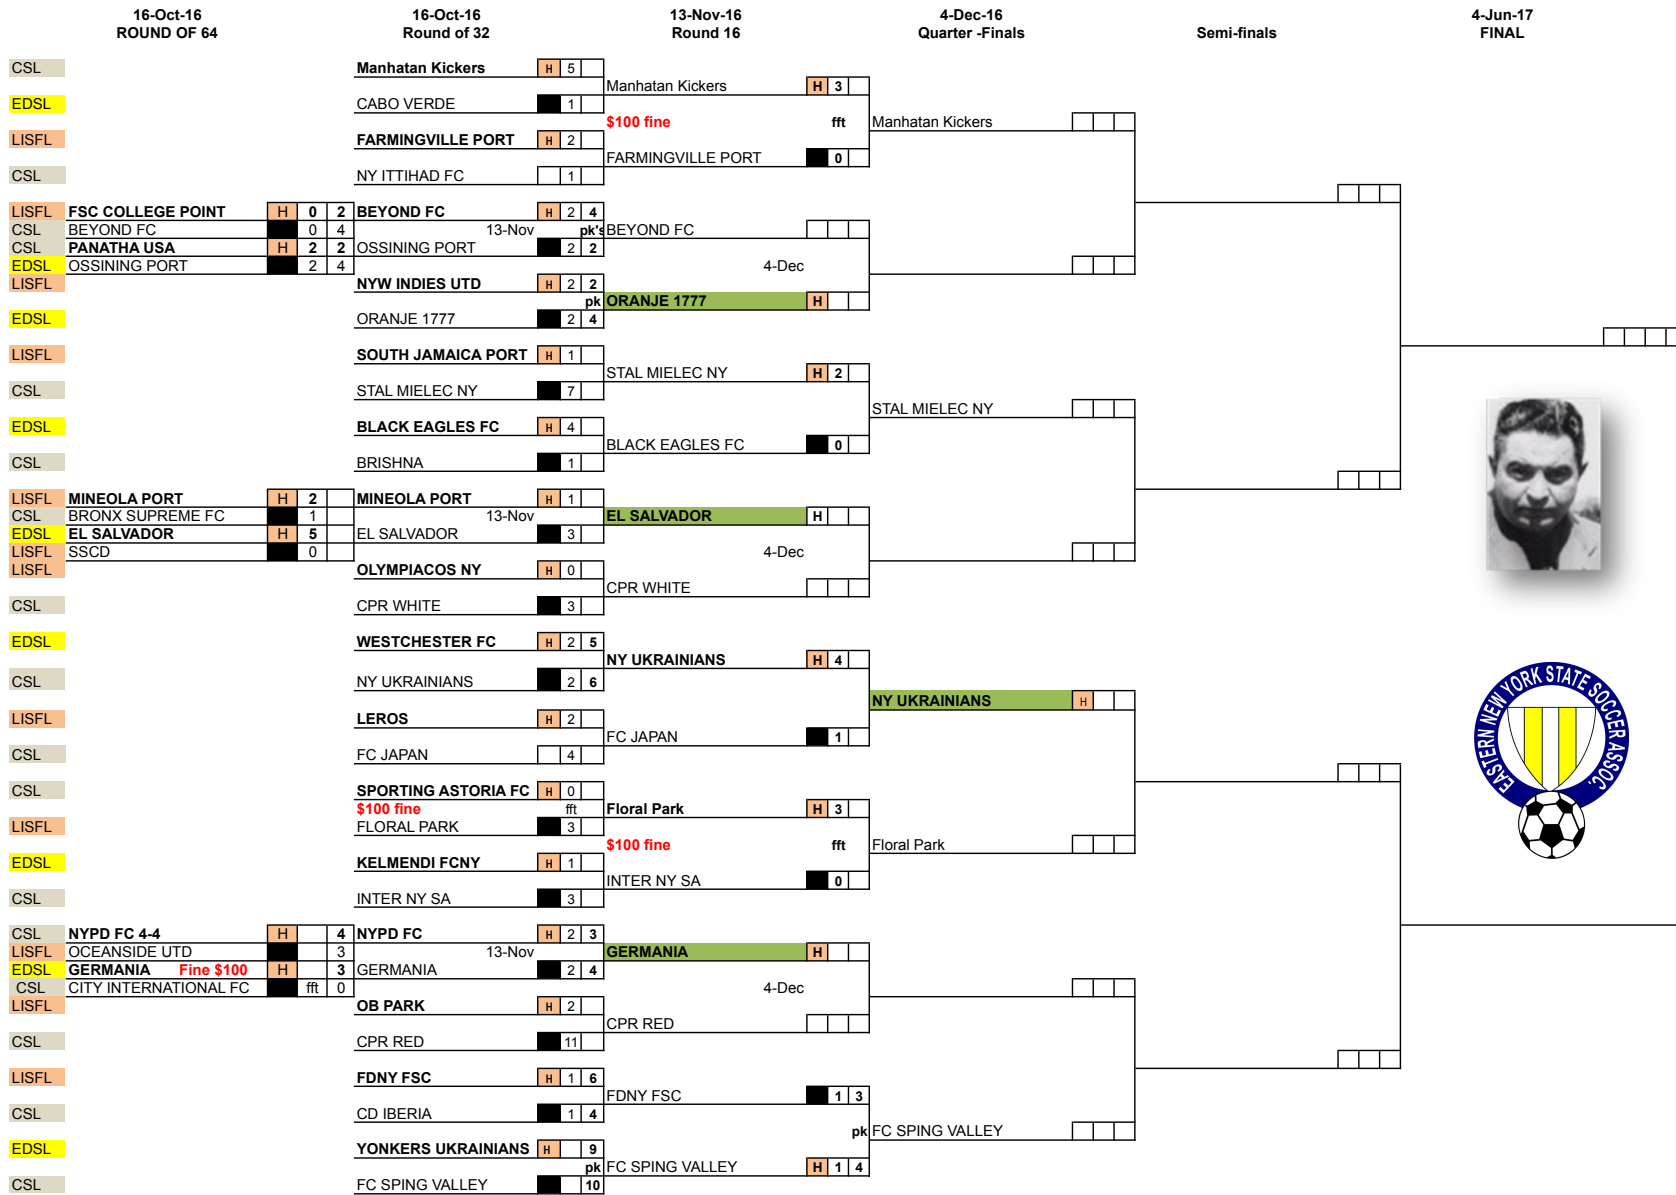 16-Oct-16 16-Oct-16 13-Nov-16 4-Dec-16 4-Jun-17
ROUND OF 64 Round of 32 Round 16 Quarter -Finals Semi-finals FINAL
CSL Manhatan Kickers H 5
Manhatan Kickers H 3
EDSL CABO VERDE 1
$100 fine fft Manhatan Kickers
LISFL FARMINGVILLE PORT H 2
FARMINGVILLE PORT 0
CSL NY ITTIHAD FC 1
LISFL FSC COLLEGE POINT H 0 2 BEYOND FC H 2 4
CSL BEYOND FC 0 4 13-Nov pk's BEYOND FC
CSL PANATHA USA H 2 2 OSSINING PORT 2 2
EDSL OSSINING PORT 2 4 4-Dec
LISFL NYW INDIES UTD H 2 2
pk ORANJE 1777 H
EDSL ORANJE 1777 2 4
LISFL SOUTH JAMAICA PORT H 1
STAL MIELEC NY H 2
CSL STAL MIELEC NY 7
STAL MIELEC NY
EDSL BLACK EAGLES FC H 4
BLACK EAGLES FC 0
CSL BRISHNA 1
LISFL MINEOLA PORT H 2 MINEOLA PORT H 1
CSL BRONX SUPREME FC 1 13-Nov EL SALVADOR H
EDSL EL SALVADOR H 5 EL SALVADOR 3
LISFL SSCD 0 4-Dec
LISFL OLYMPIACOS NY H 0
CPR WHITE
CSL CPR WHITE 3
EDSL WESTCHESTER FC H 2 5
NY UKRAINIANS H 4
CSL NY UKRAINIANS 2 6
NY UKRAINIANS H
LISFL LEROS H 2
FC JAPAN 1
CSL FC JAPAN 4
CSL SPORTING ASTORIA FC H 0
$100 fine fft Floral Park H 3
LISFL FLORAL PARK 3
$100 fine fft Floral Park
EDSL KELMENDI FCNY H 1
INTER NY SA 0
CSL INTER NY SA 3
CSL NYPD FC 4-4 H 4 NYPD FC H 2 3
LISFL OCEANSIDE UTD 3 13-Nov GERMANIA H
EDSL GERMANIA Fine $100 H 3 GERMANIA 2 4
CSL CITY INTERNATIONAL FC fft 0 4-Dec
LISFL OB PARK H 2
CPR RED
CSL CPR RED 11
LISFL FDNY FSC H 1 6
FDNY FSC 1 3
CSL CD IBERIA 1 4
pk FC SPING VALLEY
EDSL YONKERS UKRAINIANS H 9
pk FC SPING VALLEY H 1 4
CSL FC SPING VALLEY 10
EASTERN NEW YORK STATE SOCCER ASSOC.